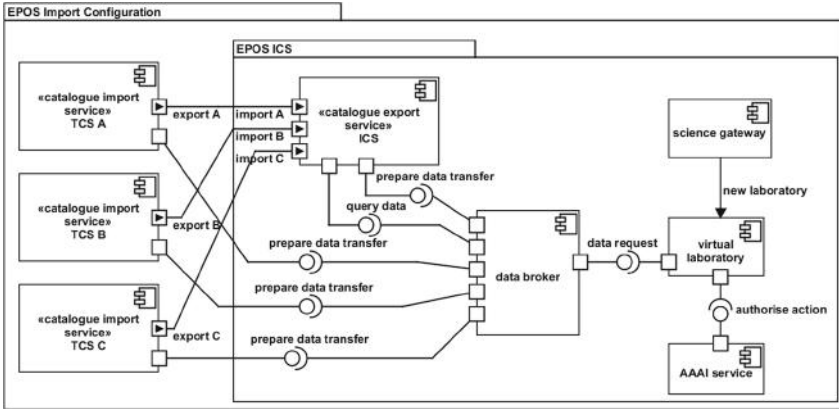 EPOS Import Configuration
EPOS ICS
«catalogue import
service»
TCS A
export A
import A
import B
import C
«catalogue export
service»
ICS
science gateway
prepare data transfer
query data
new laboratory
«catalogue import
service»
TCS B
export B
prepare data transfer
data broker
data request
virtual
laboratory
prepare data transfer
authorise action
«catalogue import
service»
TCS C
export C
prepare data transfer
AAAI service